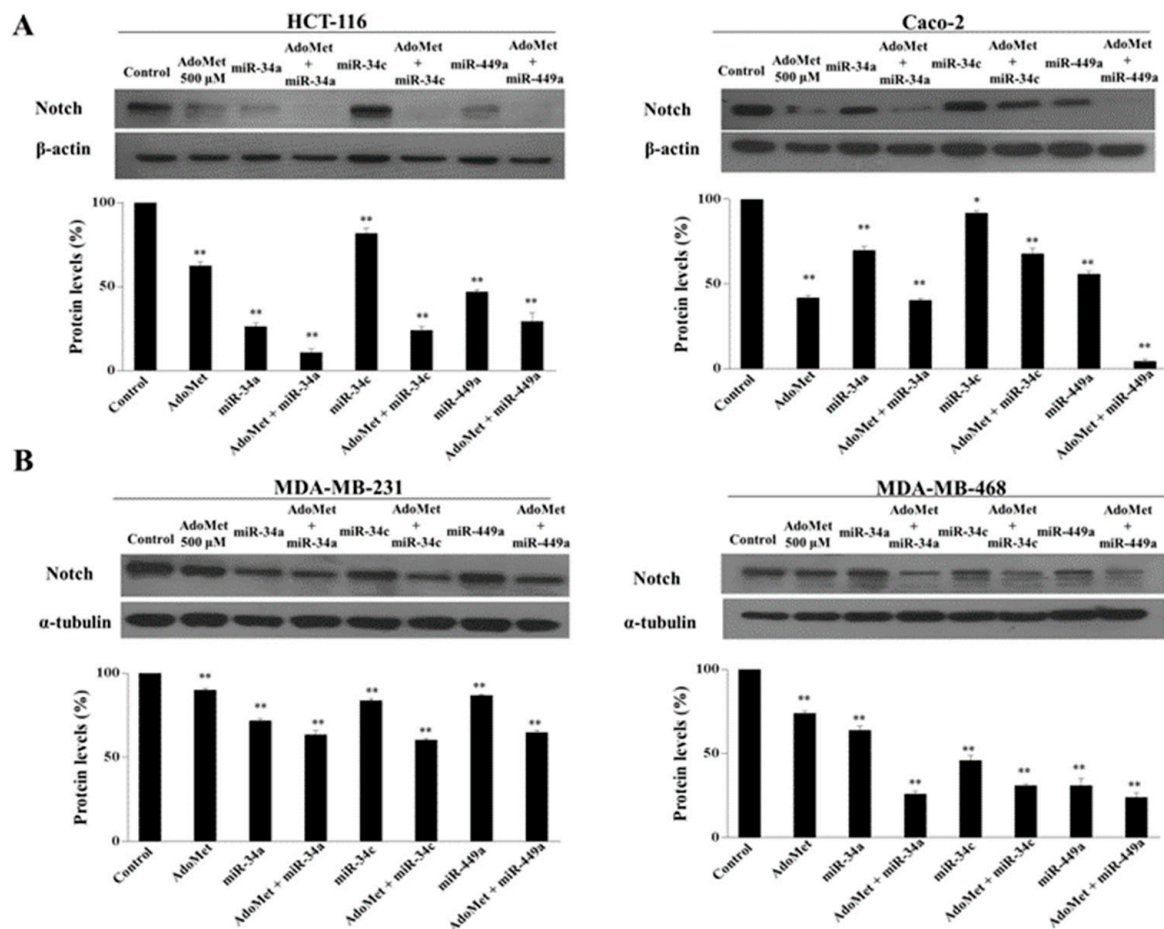 A
HCT-116
Control
AdoMet
500 μM
miR-34a
AdoMet
+
miR-34a
miR-34c
AdoMet
+
miR-34c
miR-449a
AdoMet
+
miR-449a
Notch
β-actin
Protein levels (%)
100
50
0
**
**
**
**
**
**
**
Control
AdoMet
miR-34a
AdoMet + miR-34a
miR-34c
AdoMet + miR-34c
miR-449a
AdoMet + miR-449a
Caco-2
Control
AdoMet
500 μM
miR-34a
AdoMet
+
miR-34a
miR-34c
AdoMet
+
miR-34c
miR-449a
AdoMet
+
miR-449a
Notch
β-actin
Protein levels (%)
100
50
0
**
**
**
*
**
**
**
Control
AdoMet
miR-34a
AdoMet + miR-34a
miR-34c
AdoMet + miR-34c
miR-449a
AdoMet + miR-449a
B
MDA-MB-231
Control
AdoMet
500 μM
miR-34a
AdoMet
+
miR-34a
miR-34c
AdoMet
+
miR-34c
miR-449a
AdoMet
+
miR-449a
Notch
α-tubulin
Protein levels (%)
100
50
0
**
**
**
**
**
**
**
Control
AdoMet
miR-34a
AdoMet + miR-34a
miR-34c
AdoMet + miR-34c
miR-449a
AdoMet + miR-449a
MDA-MB-468
Control
AdoMet
500 μM
miR-34a
AdoMet
+
miR-34a
miR-34c
AdoMet
+
miR-34c
miR-449a
AdoMet
+
miR-449a
Notch
α-tubulin
Protein levels (%)
100
50
0
**
**
**
**
**
**
**
Control
AdoMet
miR-34a
AdoMet + miR-34a
miR-34c
AdoMet + miR-34c
miR-449a
AdoMet + miR-449a